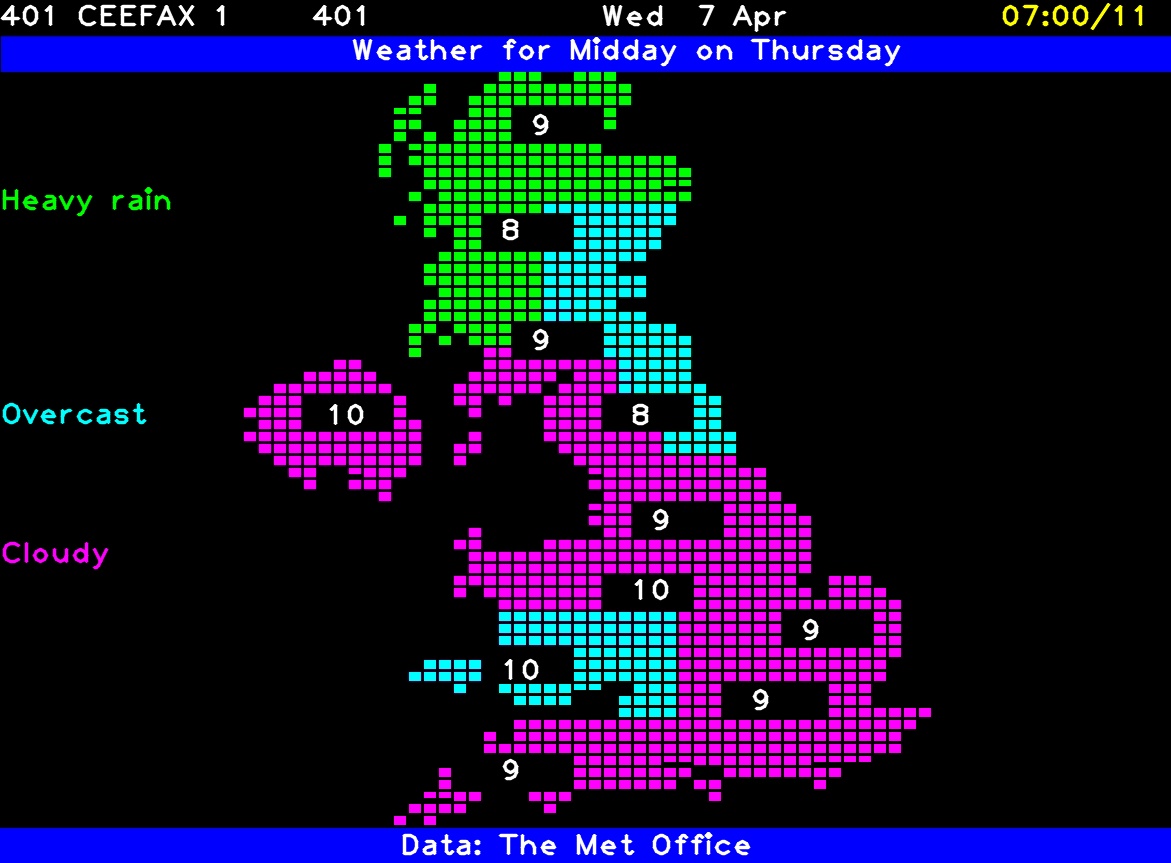 401 CEEFAX 1 401 Wed 7 Apr 07:00/11
Weather for Midday on Thursday
9
Heavy rain
8
9
Overcast 10 8
9
Cloudy
10
9
10
9
9
Data: The Met Office